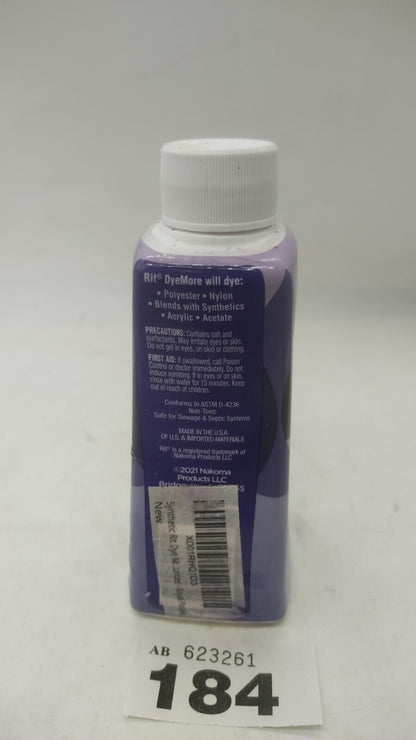 Rit® DyeMore will dye:
• Polyester • Nylon
• Blends with Synthetics
• Acrylic • Acetate
PRECAUTIONS: Contains salt and
surfactants. May irritate eyes or skin.
Do not get in eyes, on skin or clothing.
FIRST AID: If swallowed, call Poison
Control or doctor immediately. Do not
induce vomiting. If in eyes or on skin,
rinse with water for 15 minutes. Keep
out of reach of children.
Conforms to ASTM D-4236
Non-Toxic
Safe for Sewage & Septic Systems
MADE IN THE U.S.A.
OF U.S. & IMPORTED MATERIALS
Rit® is a registered trademark of
Nakoma Products LLC
©2021 Nakoma
Products LLC
Synthetic Rit Dye
New
AB 623261
184